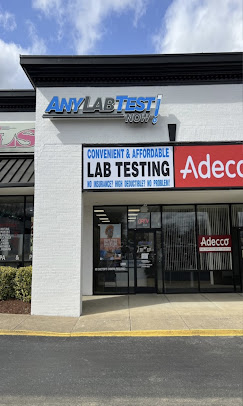 ANYLABTEST!
NOW
CONVENIENT & AFFORDABLE
LAB TESTING
NO INSURANCE? HIGH DEDUCTIBLE? NO PROBLEM!
Adecco
Adecco